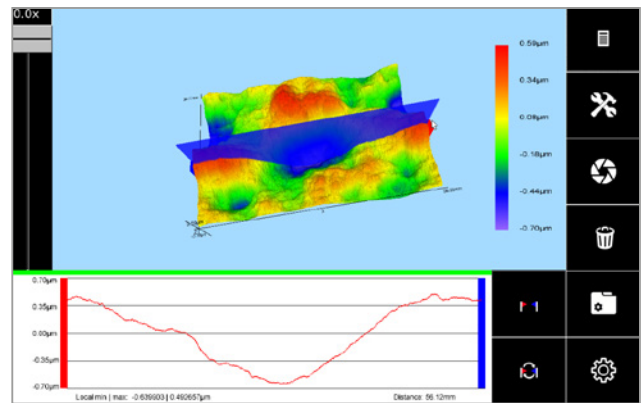 0.0x
0.59µm
0.34µm
0.08µm
-0.18µm
-0.44µm
-0.70µm
0.70µm
0.35µm
0.00µm
-0.35µm
-0.70µm
Local min | max: -0.639903 | 0.492657µm
Distance: 56.12mm